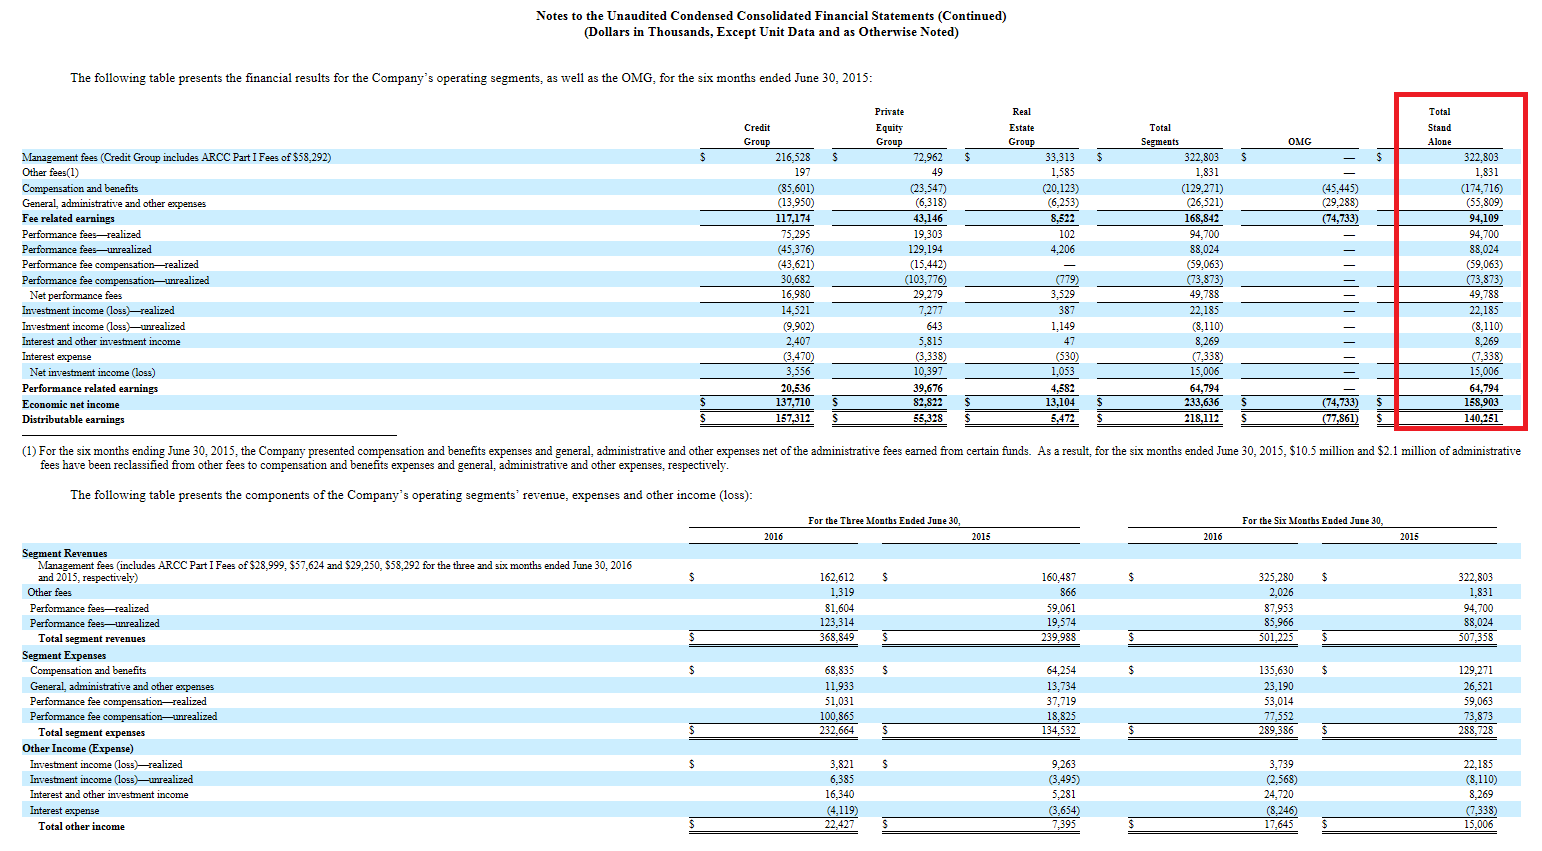 Notes to the Unaudited Condensed Consolidated Financial Statements (Continued)
(Dollars in Thousands, Except Unit Data and as Otherwise Noted)
The following table presents the financial results for the Company's operating segments, as well as the OMG, for the six months ended June 30, 2015:
Credit Group Private Equity Group Real Estate Group Total Segments OMG Total Stand Alone
Management fees (Credit Group includes ARCC Part I Fees of $58,292) $ 216,528 $ 72,962 $ 33,313 $ 322,803 $ — $ 322,803
Other fees(1) 197 49 1,585 1,831 — 1,831
Compensation and benefits (85,601) (23,547) (20,123) (129,271) (45,445) (174,716)
General, administrative and other expenses (13,950) (6,318) (6,253) (26,521) (29,288) (55,809)
Fee related earnings 117,174 43,146 8,522 168,842 (74,733) 94,109
Performance fees—realized 75,295 19,303 102 94,700 — 94,700
Performance fees—unrealized (45,376) 129,194 4,206 88,024 — 88,024
Performance fee compensation—realized (43,621) (15,442) — (59,063) — (59,063)
Performance fee compensation—unrealized 30,682 (103,776) (779) (73,873) — (73,873)
Net performance fees 16,980 29,279 3,529 49,788 — 49,788
Investment income (loss)—realized 14,521 7,277 387 22,185 — 22,185
Investment income (loss)—unrealized (9,902) 643 1,149 (8,110) — (8,110)
Interest and other investment income 2,407 5,815 47 8,269 — 8,269
Interest expense (3,470) (3,338) (530) (7,338) — (7,338)
Net investment income (loss) 3,556 10,397 1,053 15,006 — 15,006
Performance related earnings 20,536 39,676 4,582 64,794 — 64,794
Economic net income $ 137,710 $ 82,822 $ 13,104 $ 233,636 $ (74,733) $ 158,903
Distributable earnings $ 157,312 $ 55,328 $ 5,472 $ 218,112 $ (77,861) $ 140,251
(1) For the six months ending June 30, 2015, the Company presented compensation and benefits expenses and general, administrative and other expenses net of the administrative fees earned from certain funds. As a result, for the six months ended June 30, 2015, $10.5 million and $2.1 million of administrative
fees have been reclassified from other fees to compensation and benefits expenses and general, administrative and other expenses, respectively.
The following table presents the components of the Company's operating segments' revenue, expenses and other income (loss):
For the Three Months Ended June 30, For the Six Months Ended June 30,
2016 2015 2016 2015
Segment Revenues
Management fees (includes ARCC Part I Fees of $28,999, $57,624 and $29,250, $58,292 for the three and six months ended June 30, 2016
and 2015, respectively) $ 162,612 $ 160,487 $ 325,280 $ 322,803
Other fees 1,319 866 2,026 1,831
Performance fees—realized 81,604 59,061 87,953 94,700
Performance fees—unrealized 123,314 19,574 85,966 88,024
Total segment revenues $ 368,849 $ 239,988 $ 501,225 $ 507,358
Segment Expenses
Compensation and benefits $ 68,835 $ 64,254 $ 135,630 $ 129,271
General, administrative and other expenses 11,933 13,734 23,190 26,521
Performance fee compensation—realized 51,031 37,719 53,014 59,063
Performance fee compensation—unrealized 100,865 18,825 77,552 73,873
Total segment expenses $ 232,664 $ 134,532 $ 289,386 $ 288,728
Other Income (Expense)
Investment income (loss)—realized $ 3,821 $ 9,263 3,739 22,185
Investment income (loss)—unrealized 6,385 (3,495) (2,568) (8,110)
Interest and other investment income 16,340 5,281 24,720 8,269
Interest expense (4,119) (3,654) (8,246) (7,338)
Total other income $ 22,427 $ 7,395 $ 17,645 $ 15,006